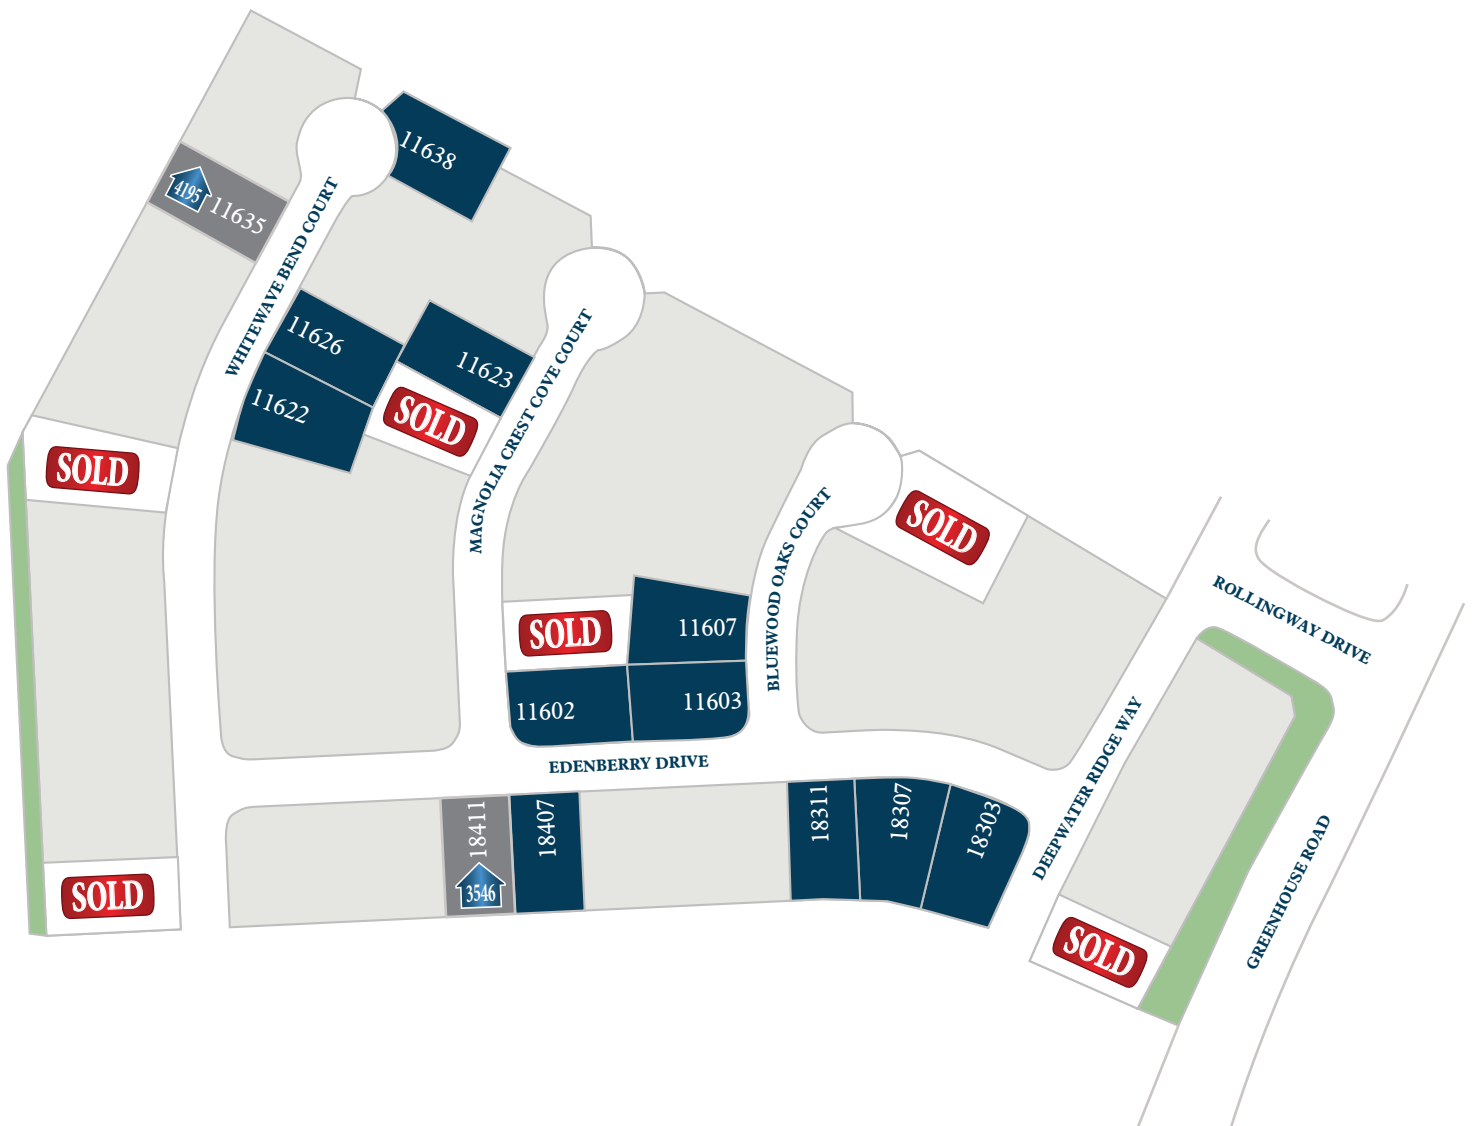 11638
4195
11635
WHITEWAVE BEND COURT
11626
11623
11622
SOLD
MAGNOLIA CREST COVE COURT
SOLD
BLUEWOOD OAKS COURT
SOLD
ROLLINGWAY DRIVE
SOLD
11607
11602
11603
EDENBERRY DRIVE
DEEPWATER RIDGE WAY
GREENHOUSE ROAD
18411
3546
18407
18311
18307
18303
SOLD
SOLD